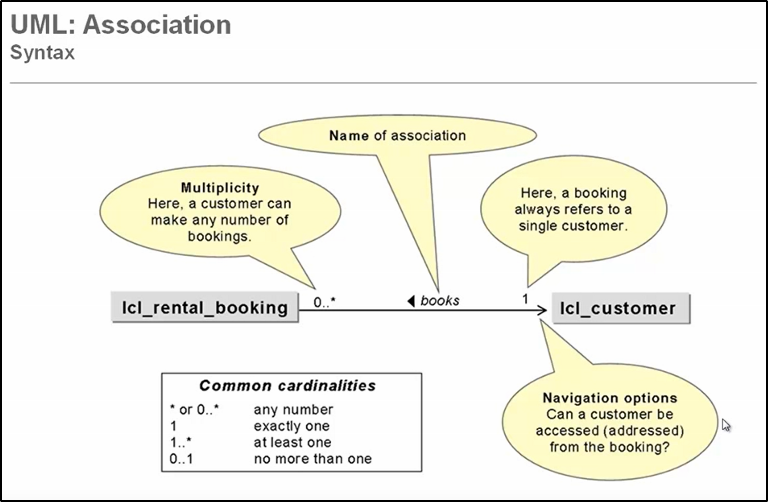 UML: Association
Syntax
Name of association
Multiplicity
Here, a customer can
make any number of
bookings.
Here, a booking
always refers to a
single customer.
lcl_rental_booking
0..*
books
1
lcl_customer
Common cardinalities
* or 0..* any number
1 exactly one
1..* at least one
0..1 no more than one
Navigation options
Can a customer be
accessed (addressed)
from the booking?